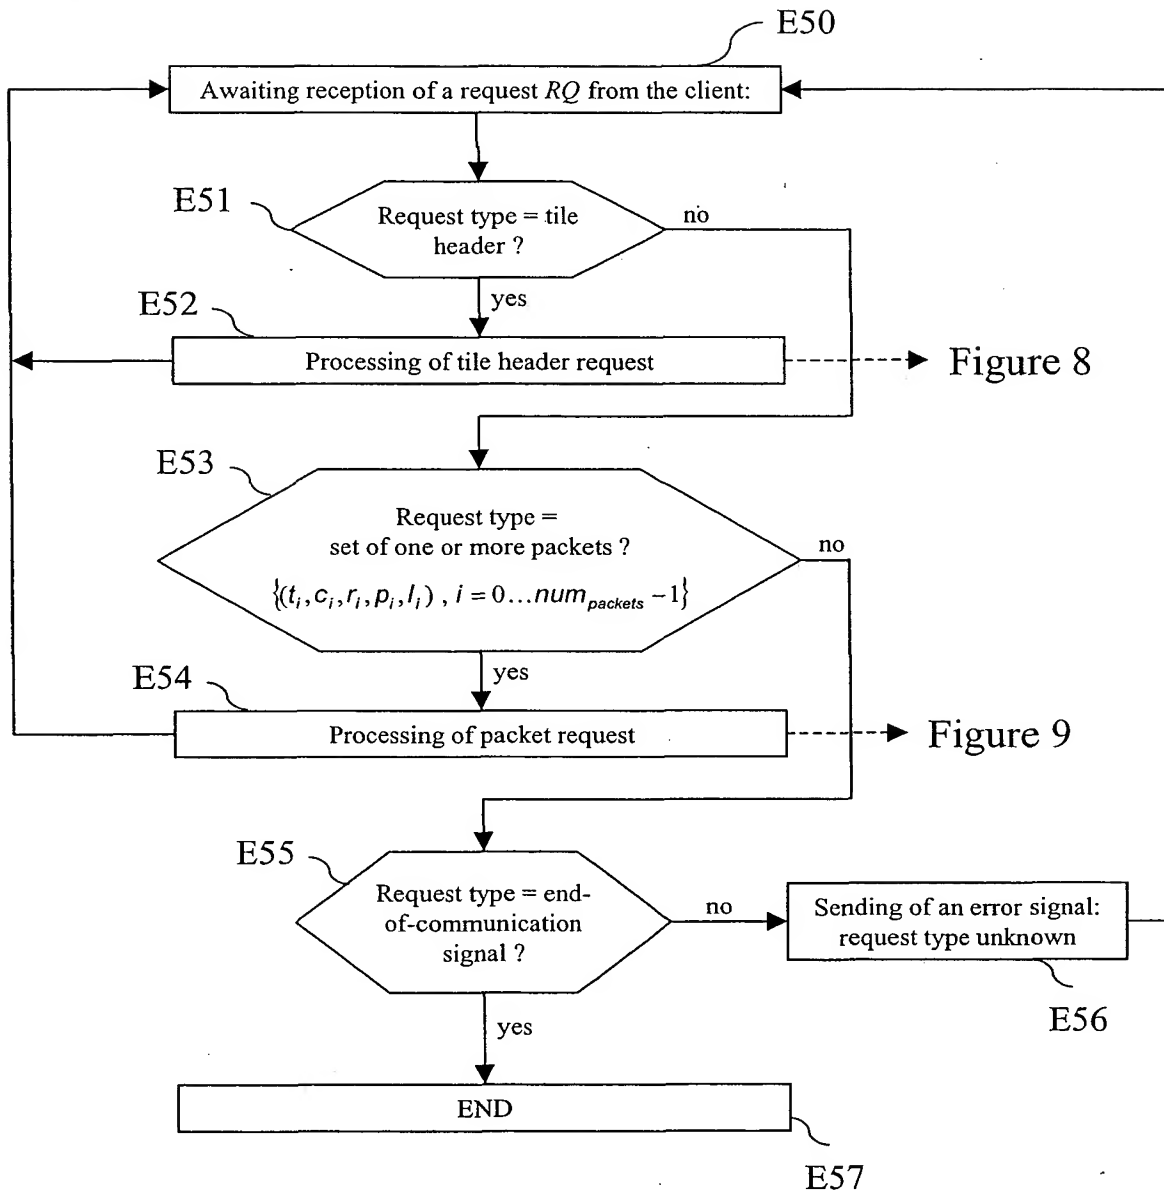 E50
Awaiting reception of a request RQ from the client:
E51
Request type = tile
header ?
no
yes
E52
Processing of tile header request
Figure 8
E53
Request type =
set of one or more packets ?
{(t_i, c_i, r_i, p_i, l_i) , i = 0...num_packets − 1}
no
yes
E54
Processing of packet request
Figure 9
E55
Request type = end-
of-communication
signal ?
no
Sending of an error signal:
request type unknown
E56
yes
END
E57